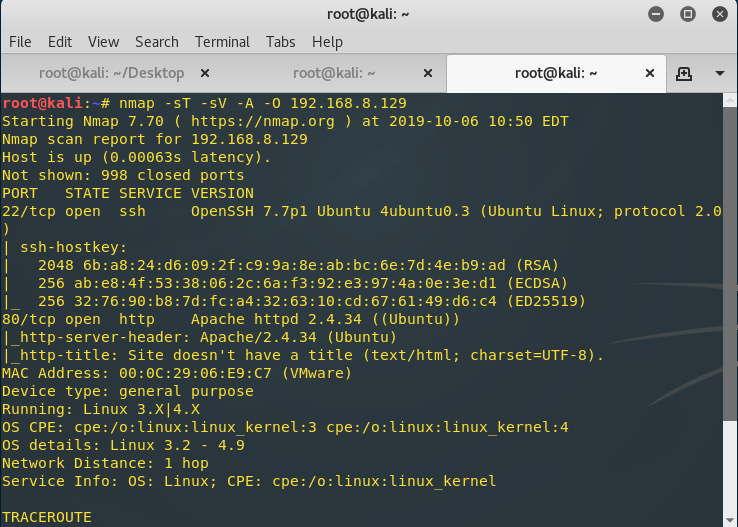 root@kali: ~
File Edit View Search Terminal Tabs Help
root@kali: ~/Desktop × root@kali: ~ × root@kali: ~ ×
root@kali:~# nmap -sT -sV -A -O 192.168.8.129
Starting Nmap 7.70 ( https://nmap.org ) at 2019-10-06 10:50 EDT
Nmap scan report for 192.168.8.129
Host is up (0.00063s latency).
Not shown: 998 closed ports
PORT   STATE SERVICE VERSION
22/tcp open  ssh     OpenSSH 7.7p1 Ubuntu 4ubuntu0.3 (Ubuntu Linux; protocol 2.0
)
| ssh-hostkey:
|   2048 6b:a8:24:d6:09:2f:c9:9a:8e:ab:bc:6e:7d:4e:b9:ad (RSA)
|   256 ab:e8:4f:53:38:06:2c:6a:f3:92:e3:97:4a:0e:3e:d1 (ECDSA)
|_  256 32:76:90:b8:7d:fc:a4:32:63:10:cd:67:61:49:d6:c4 (ED25519)
80/tcp open  http    Apache httpd 2.4.34 ((Ubuntu))
|_http-server-header: Apache/2.4.34 (Ubuntu)
|_http-title: Site doesn't have a title (text/html; charset=UTF-8).
MAC Address: 00:0C:29:06:E9:C7 (VMware)
Device type: general purpose
Running: Linux 3.X|4.X
OS CPE: cpe:/o:linux:linux_kernel:3 cpe:/o:linux:linux_kernel:4
OS details: Linux 3.2 - 4.9
Network Distance: 1 hop
Service Info: OS: Linux; CPE: cpe:/o:linux:linux_kernel
TRACEROUTE